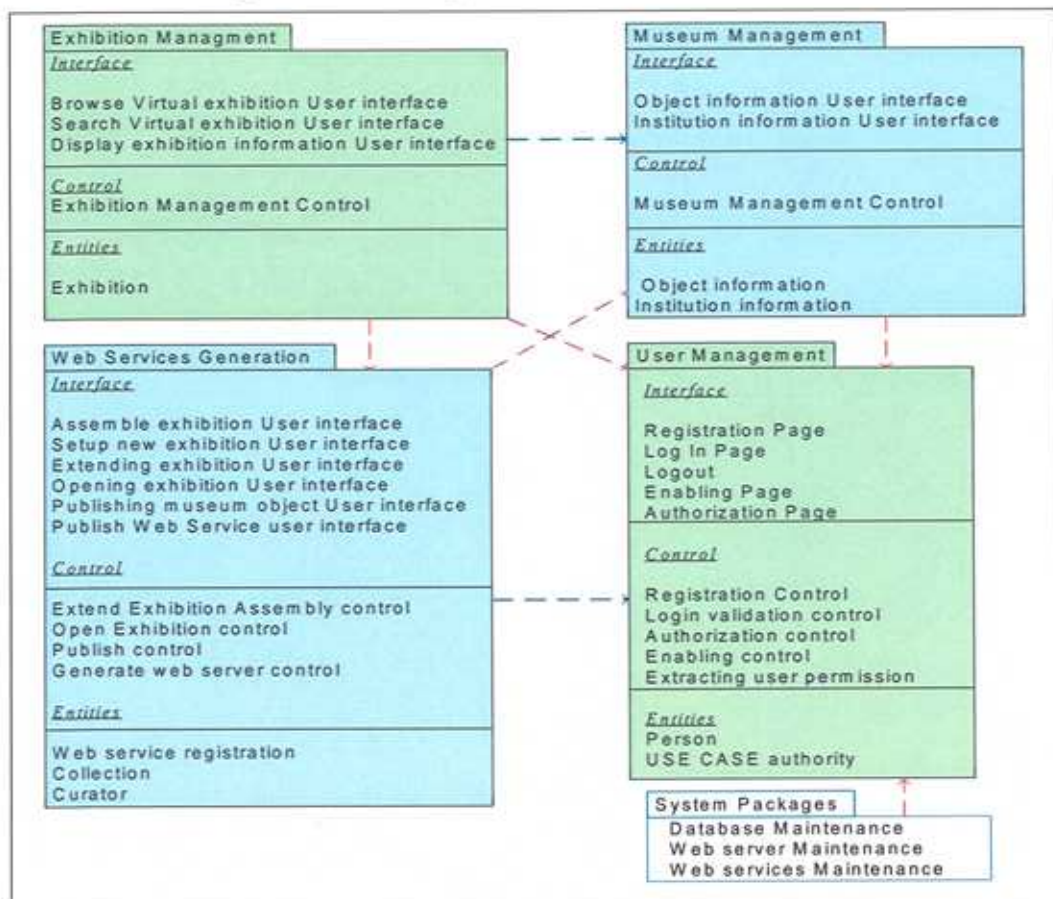 Exhibition Managment
Interface
Browse Virtual exhibition User interface
Search Virtual exhibition User interface
Display exhibition information User interface
Control
Exhibition Management Control
Entities
Exhibition
Museum Management
Interface
Object information User interface
Institution information User interface
Control
Museum Management Control
Entities
Object information
Institution information
Web Services Generation
Interface
Assemble exhibition User interface
Setup new exhibition User interface
Extending exhibition User interface
Opening exhibition User interface
Publishing museum object User interface
Publish Web Service user interface
Control
Extend Exhibition Assembly control
Open Exhibition control
Publish control
Generate web server control
Entities
Web service registration
Collection
Curator
User Management
Interface
Registration Page
Log In Page
Logout
Enabling Page
Authorization Page
Control
Registration Control
Login validation control
Authorization control
Enabling control
Extracting user permission
Entities
Person
USE CASE authority
System Packages
Database Maintenance
Web server Maintenance
Web services Maintenance